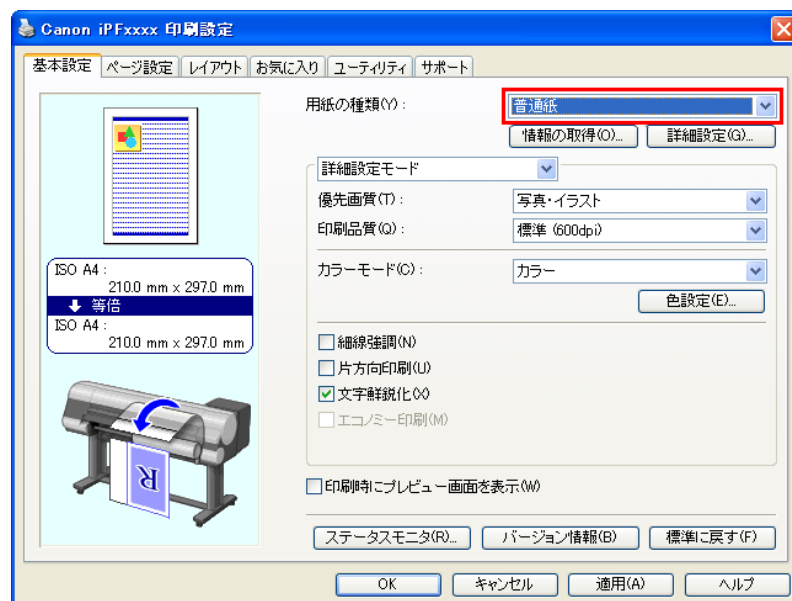 Canon iPFxxxx 印刷設定
基本設定 ページ設定 レイアウト お気に入り ユーティリティ サポート
用紙の種類(Y) : 普通紙
情報の取得(O)... 詳細設定(G)...
詳細設定モード
優先画質(T) : 写真・イラスト
印刷品質(Q) : 標準 (600dpi)
カラーモード(C) : カラー
色設定(E)...
ISO A4 :
210.0 mm x 297.0 mm
等倍
ISO A4 :
210.0 mm x 297.0 mm
細線強調(N)
片方向印刷(U)
文字鮮鋭化(X)
エコノミー印刷(M)
R
印刷時にプレビュー画面を表示(W)
ステータスモニタ(R)... バージョン情報(B) 標準に戻す(F)
OK キャンセル 適用(A) ヘルプ